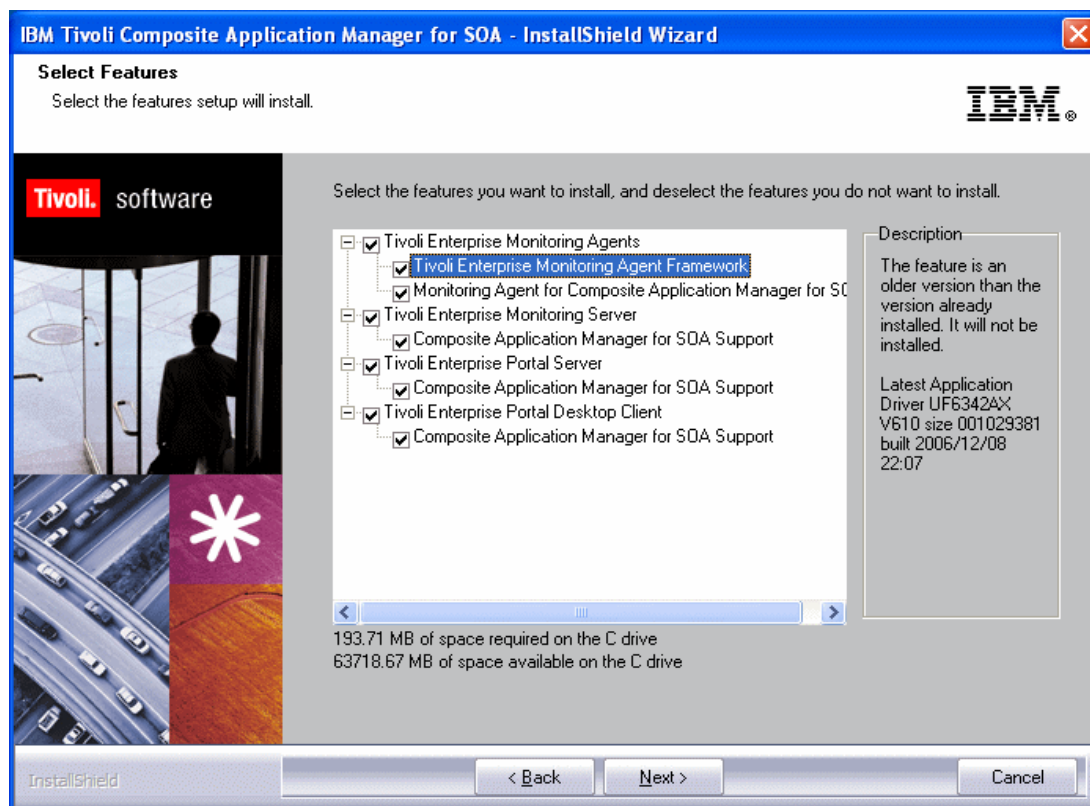 IBM Tivoli Composite Application Manager for SOA - InstallShield Wizard
Select Features
Select the features setup will install.
IBM®
Tivoli. software
Select the features you want to install, and deselect the features you do not want to install.
Tivoli Enterprise Monitoring Agents
Tivoli Enterprise Monitoring Agent Framework
Monitoring Agent for Composite Application Manager for SO
Tivoli Enterprise Monitoring Server
Composite Application Manager for SOA Support
Tivoli Enterprise Portal Server
Composite Application Manager for SOA Support
Tivoli Enterprise Portal Desktop Client
Composite Application Manager for SOA Support
Description
The feature is an
older version than the
version already
installed. It will not be
installed.
Latest Application
Driver UF6342AX
V610 size 001029381
built 2006/12/08
22:07
193.71 MB of space required on the C drive
63718.67 MB of space available on the C drive
InstallShield
< Back
Next >
Cancel